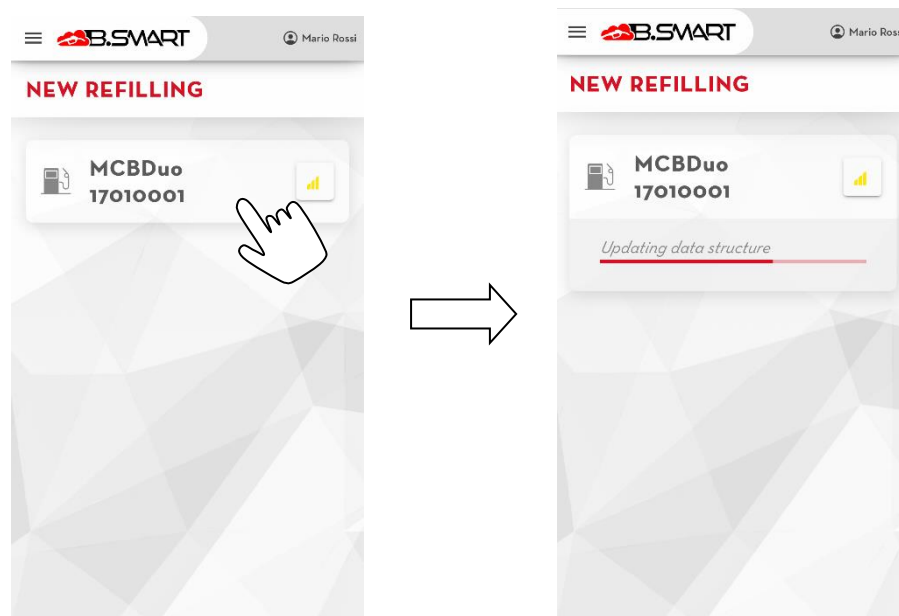 B.SMART
Mario Rossi
NEW REFILLING
MCBDuo
17010001
B.SMART
Mario Ross
NEW REFILLING
MCBDuo
17010001
Updating data structure